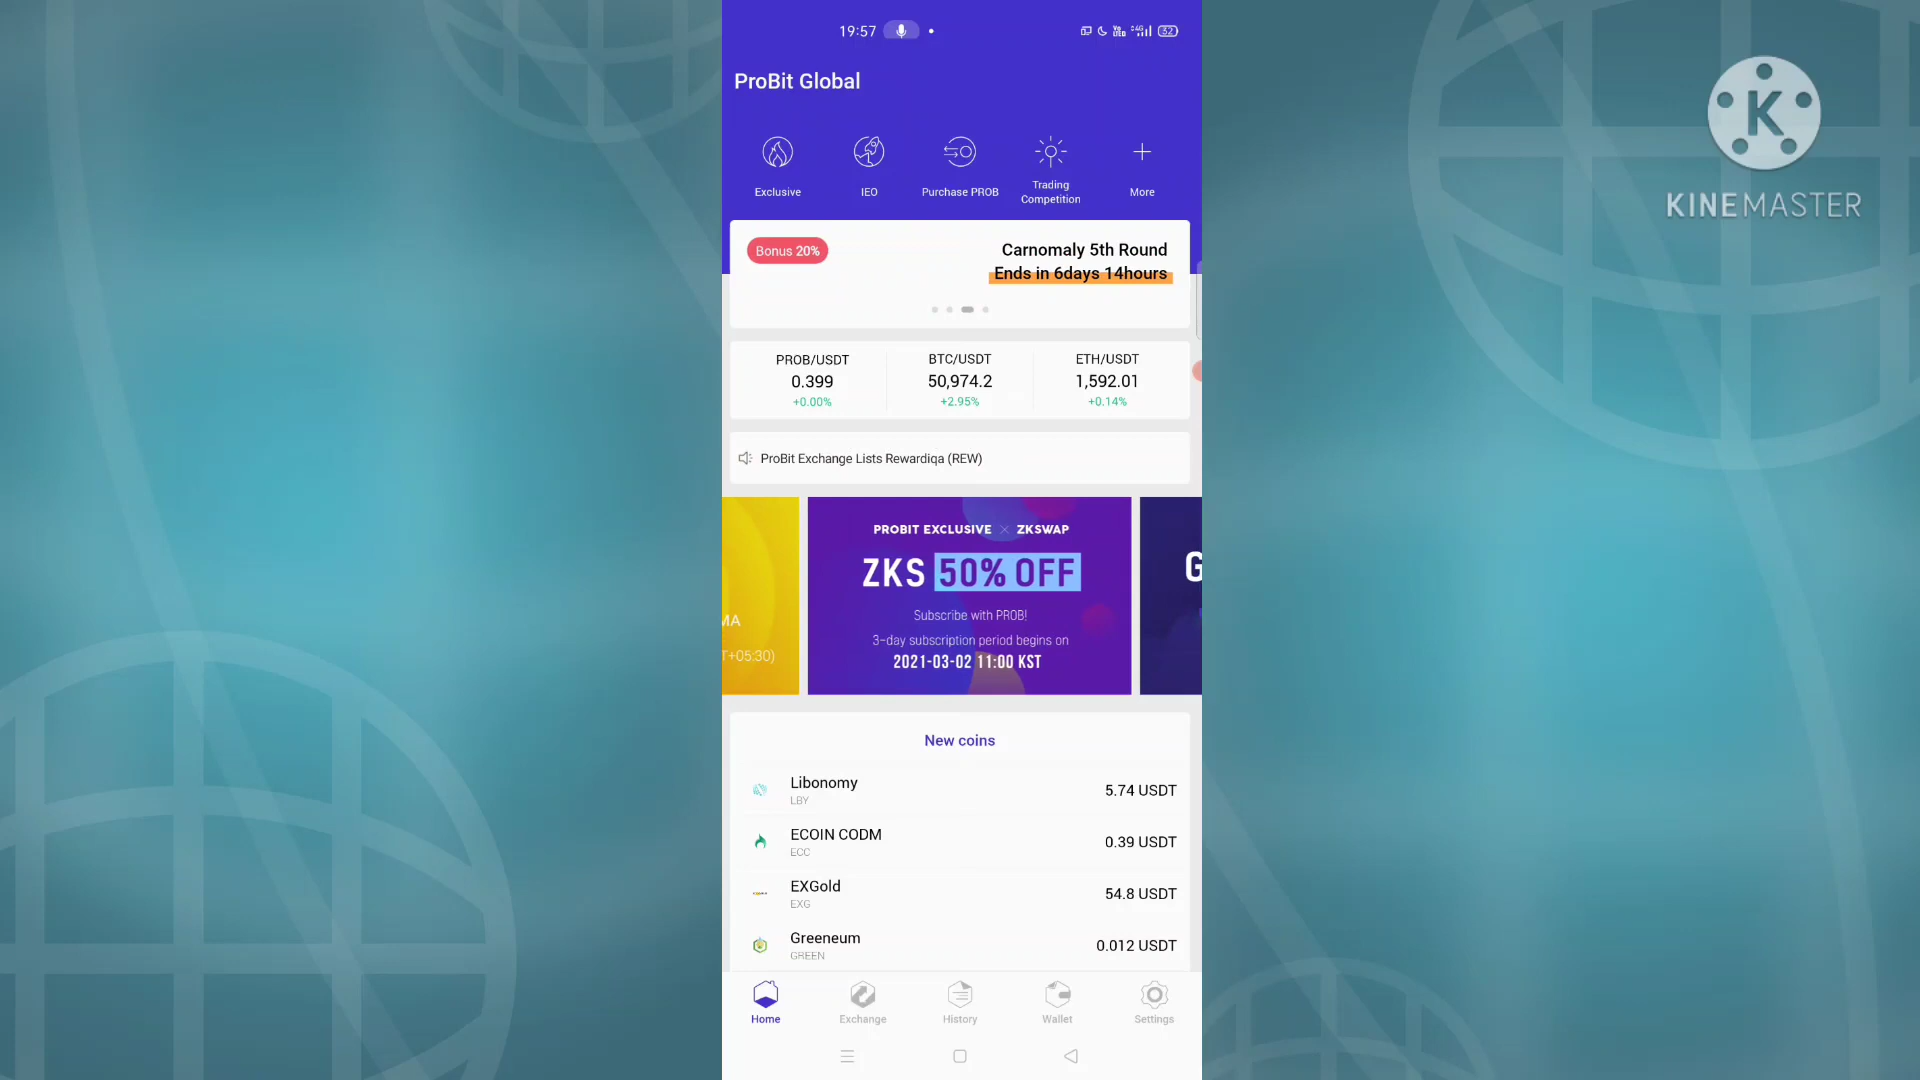 19:57
32
ProBit Global
Exclusive
IEO
Purchase PROB
Trading
Competition
More
Bonus 20%
Carnomaly 5th Round
Ends in 6days 14hours
PROB/USDT
0.399
+0.00%
BTC/USDT
50,974.2
+2.95%
ETH/USDT
1,592.01
+0.14%
ProBit Exchange Lists Rewardiqa (REW)
MA
T+05:30)
PROBIT EXCLUSIVE × ZKSWAP
ZKS 50% OFF
Subscribe with PROB!
3-day subscription period begins on
2021-03-02 11:00 KST
G
New coins
Libonomy
LBY
5.74 USDT
ECOIN CODM
ECC
0.39 USDT
EXGold
EXG
54.8 USDT
Greeneum
GREEN
0.012 USDT
Home
Exchange
History
Wallet
Settings
K
KINEMASTER